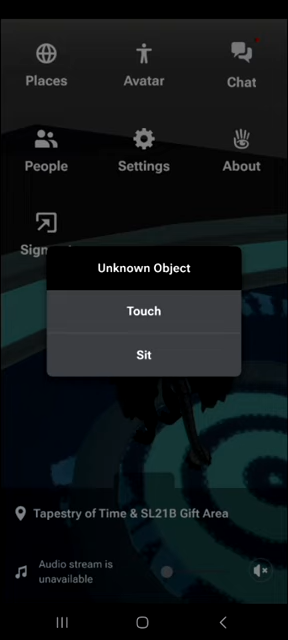 Places
Avatar
Chat
People
Settings
About
Sign
Unknown Object
Touch
Sit
Tapestry of Time & SL21B Gift Area
Audio stream is
unavailable